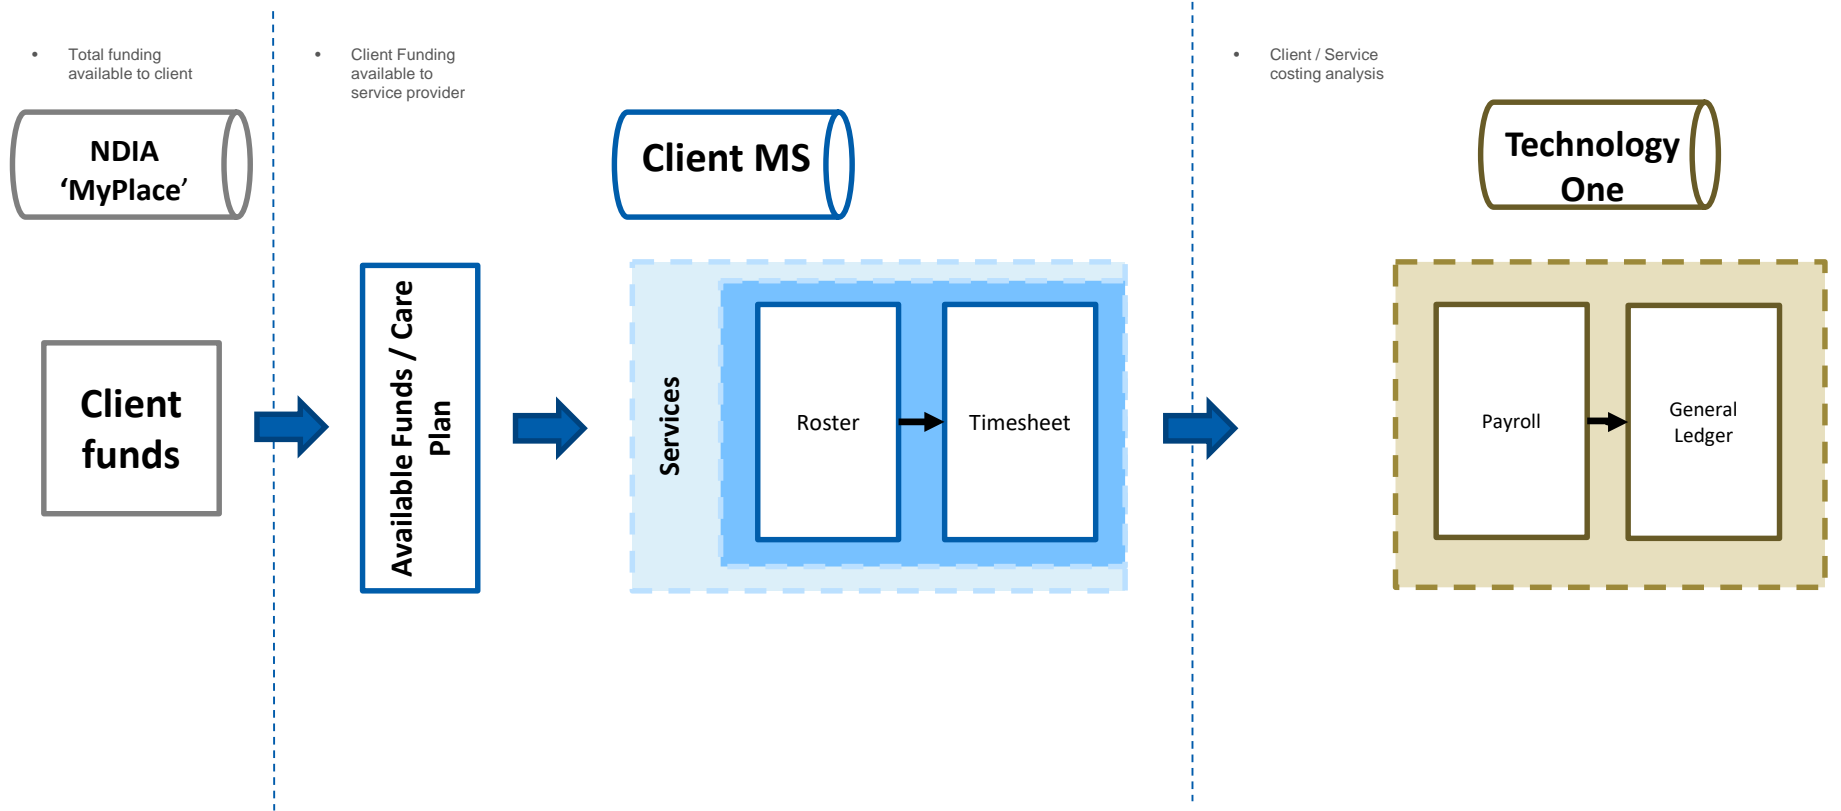 • Total funding
available to client
• Client Funding
available to
service provider
• Client / Service
costing analysis
NDIA
‘MyPlace’
Client MS
Technology
One
Client
funds
Available Funds / Care
Plan
Services
Roster
Timesheet
Payroll
General
Ledger